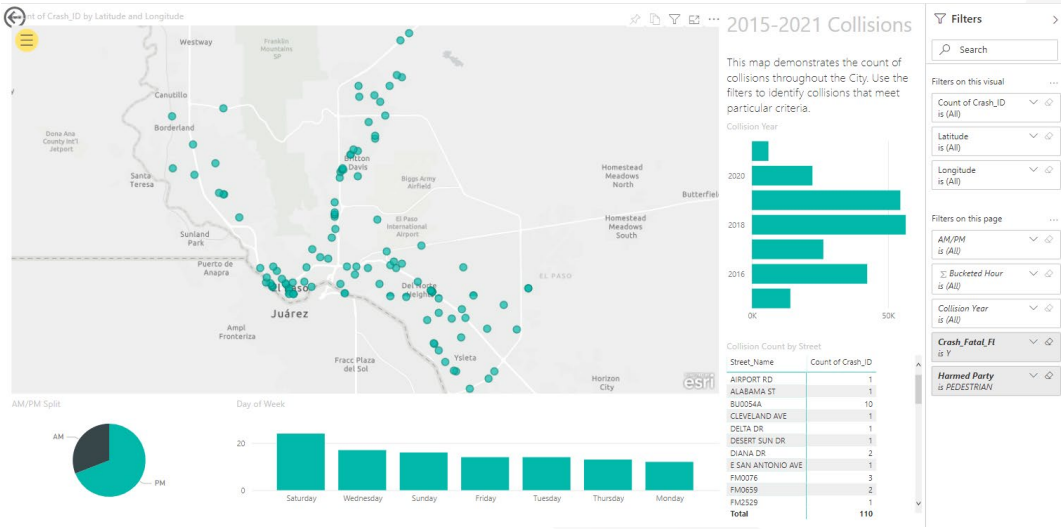 nt of Crash_ID by Latitude and Longitude
Westway
Franklin
Mountains
SP
Canutillo
Borderland
Dona Ana
County Int'l
Jetport
Santa
Teresa
Davis
Biggs Army
Airfield
Homestead
Meadows
North
Butterfiel
El Paso
International
Airport
Homestead
Meadows
South
Sunland
Park
Puerto de
Anapra
EL PASO
El Paso
Del Norte
Heights
Juárez
Ampl
Fronteriza
Fracc Plaza
del Sol
Ysleta
Horizon
City
esri
AM/PM Split
AM
PM
Day of Week
20
0
Saturday Wednesday Sunday Friday Tuesday Thursday Monday
2015-2021 Collisions
This map demonstrates the count of
collisions throughout the City. Use the
filters to identify collisions that meet
particular criteria.
Collision Year
2020
2018
2016
0K 50K
Collision Count by Street
Street_Name Count of Crash_ID
AIRPORT RD 1
ALABAMA ST 1
BU0054A 10
CLEVELAND AVE 1
DELTA DR 1
DESERT SUN DR 1
DIANA DR 2
E SAN ANTONIO AVE 1
FM0076 3
FM0659 2
FM2529 1
Total 110
Filters
Search
Filters on this visual
Count of Crash_ID
is (All)
Latitude
is (All)
Longitude
is (All)
Filters on this page
AM/PM
is (All)
Σ Bucketed Hour
is (All)
Collision Year
is (All)
Crash_Fatal_Fl
is Y
Harmed Party
is PEDESTRIAN